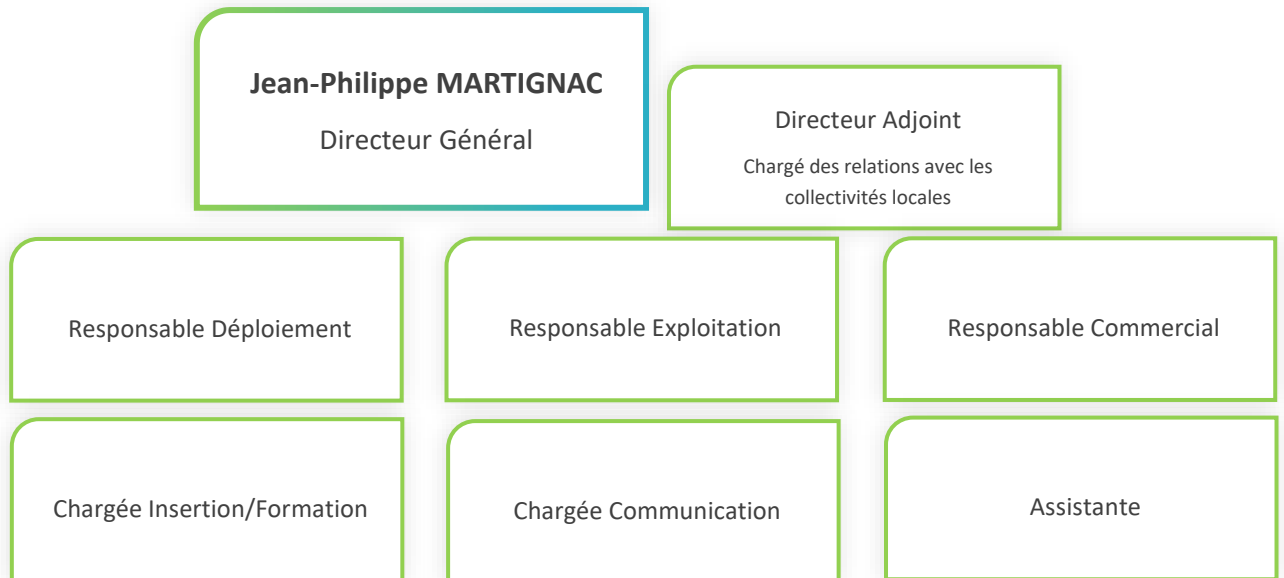 Jean-Philippe MARTIGNAC
Directeur Général
Directeur Adjoint
Chargé des relations avec les
collectivités locales
Responsable Déploiement
Responsable Exploitation
Responsable Commercial
Chargée Insertion/Formation
Chargée Communication
Assistante